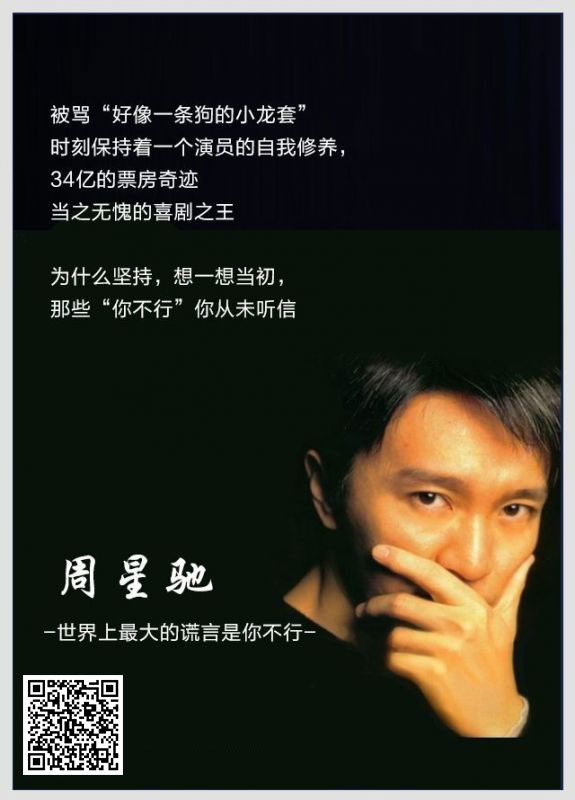 被骂“好像一条狗的小龙套”
时刻保持着一个演员的自我修养，
34亿的票房奇迹
当之无愧的喜剧之王
为什么坚持，想一想当初，
那些“你不行”你从未听信
周星驰
-世界上最大的谎言是你不行-